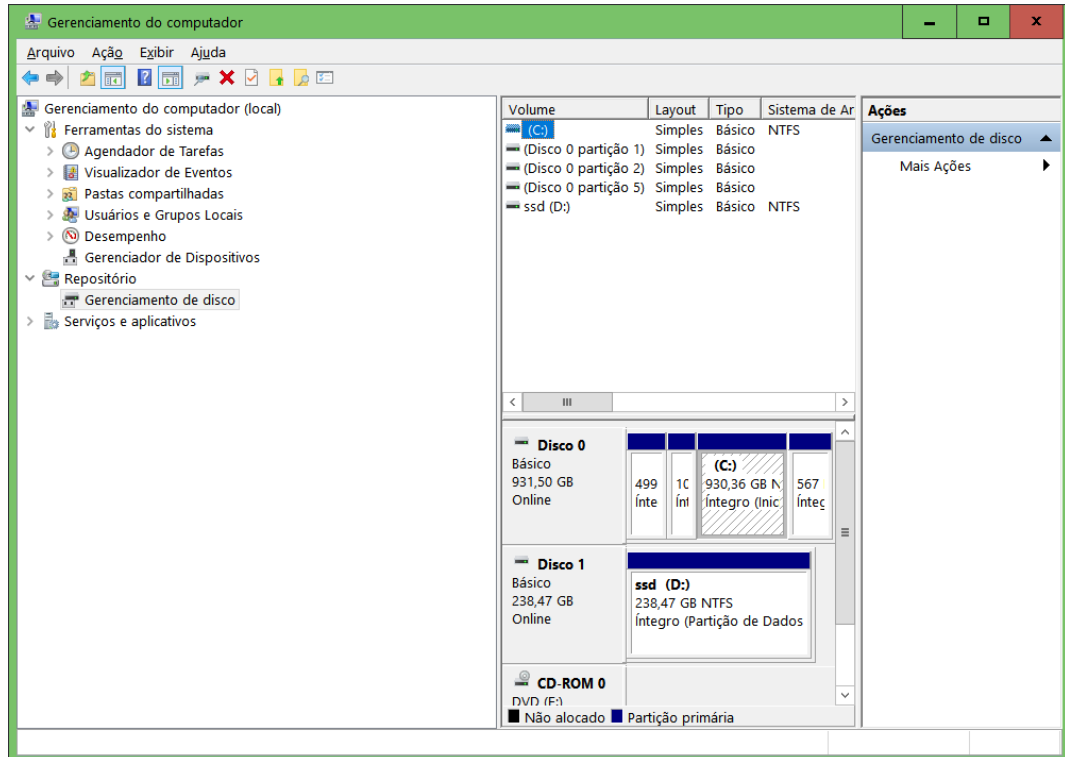 Gerenciamento do computador
Arquivo Ação Exibir Ajuda
Gerenciamento do computador (local)
Ferramentas do sistema
Agendador de Tarefas
Visualizador de Eventos
Pastas compartilhadas
Usuários e Grupos Locais
Desempenho
Gerenciador de Dispositivos
Repositório
Gerenciamento de disco
Serviços e aplicativos
Volume Layout Tipo Sistema de Ar
(C:) Simples Básico NTFS
(Disco 0 partição 1) Simples Básico
(Disco 0 partição 2) Simples Básico
(Disco 0 partição 5) Simples Básico
ssd (D:) Simples Básico NTFS
Disco 0
Básico
931,50 GB
Online
499
Ínte
10
Ínt
(C:)
930,36 GB N
Íntegro (Inic
567
Ínteg
Disco 1
Básico
238,47 GB
Online
ssd (D:)
238,47 GB NTFS
Íntegro (Partição de Dados
CD-ROM 0
DVD (F:)
Não alocado Partição primária
Ações
Gerenciamento de disco
Mais Ações